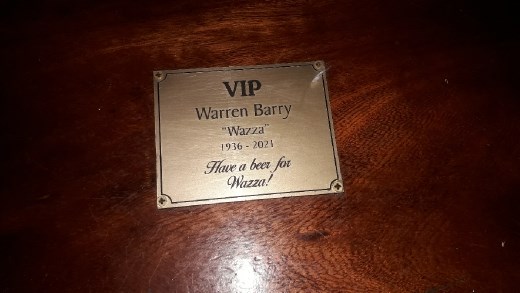 VIP
Warren Barry
"Wazza"
1936 - 2021
Have a beer for
Wazza!